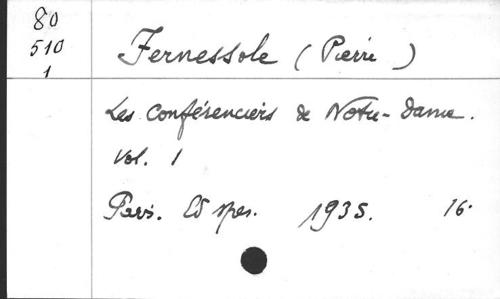 80
510
1
Fernessole (Pierre)
Les Conférenciers de Notre-Dame.
Vol. 1
Paris. Ed Spes. 1935. 16.